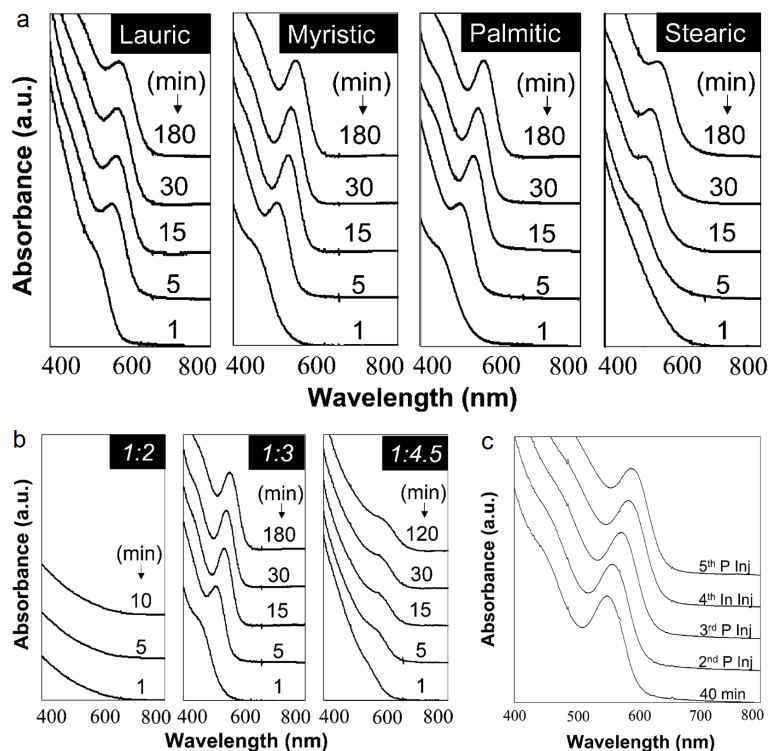 a
Lauric
Myristic
Palmitic
Stearic
(min)
(min)
(min)
(min)
180
180
180
180
30
30
30
30
15
15
15
15
5
5
5
5
1
1
1
1
Absorbance (a.u.)
400 600 800
400 600 800
400 600 800
400 600 800
Wavelength (nm)
b
1:2
1:3
1:4.5
(min)
(min)
(min)
10
5
1
180
30
15
5
1
120
30
15
5
1
Absorbance (a.u.)
400 600 800
400 600 800
400 600 800
Wavelength (nm)
c
5th P Inj
4th In Inj
3rd P Inj
2nd P Inj
40 min
Absorbance (a.u.)
400 500 600 700 800
Wavelength (nm)